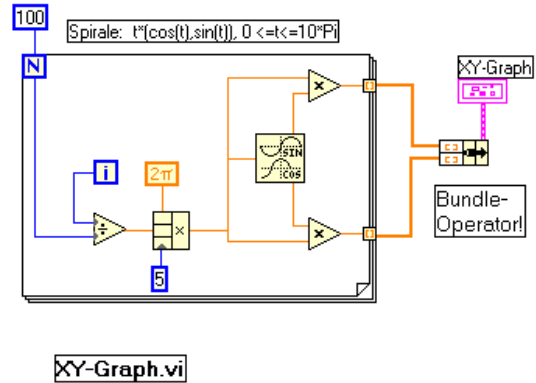 100
Spirale: t*(cos(t),sin(t)), 0 <=t<=10*Pi
N
XY-Graph
x
SIN
COS
i
2π
÷
x
x
5
Bundle-
Operator!
XY-Graph.vi